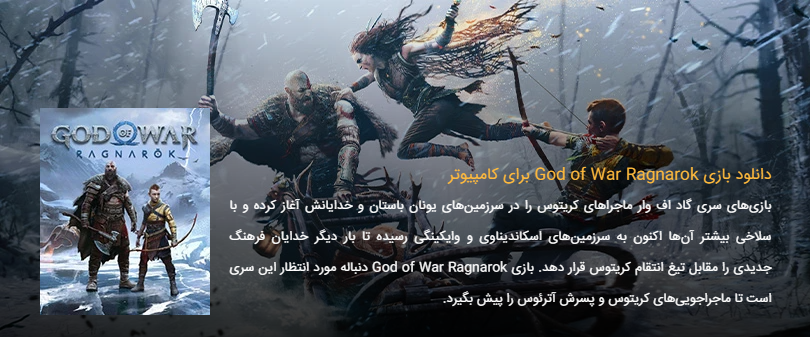 GOD OF WAR
RAGNARÖK
دانلود بازی God of War Ragnarok برای کامپیوتر
بازی‌های سری گاد اف وار ماجراهای کریتوس را در سرزمین‌های یونان باستان و خدایانش آغاز کرده و با
سلاخی بیشتر آن‌ها اکنون به سرزمین‌های اسکاندیناوی و وایکینگی رسیده تا بار دیگر خدایان فرهنگ
جدیدی را مقابل تیغ انتقام کریتوس قرار دهد. بازی God of War Ragnarok دنباله مورد انتظار این سری
است تا ماجراجویی‌های کریتوس و پسرش آترئوس را پیش بگیرد.